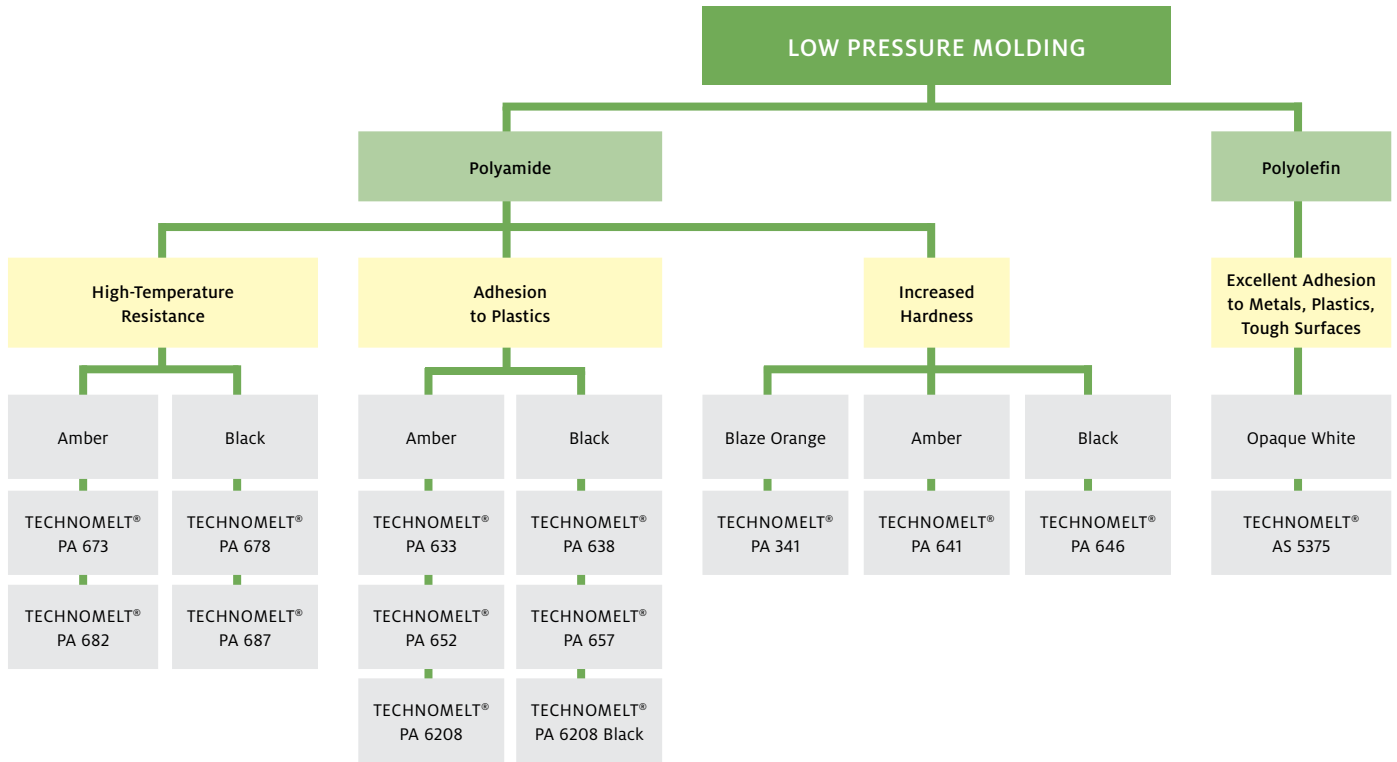 LOW PRESSURE MOLDING
Polyamide
Polyolefin
High-Temperature
Resistance
Adhesion
to Plastics
Increased
Hardness
Excellent Adhesion
to Metals, Plastics,
Tough Surfaces
Amber
Black
Amber
Black
Blaze Orange
Amber
Black
Opaque White
TECHNOMELT®
PA 673
TECHNOMELT®
PA 678
TECHNOMELT®
PA 633
TECHNOMELT®
PA 638
TECHNOMELT®
PA 341
TECHNOMELT®
PA 641
TECHNOMELT®
PA 646
TECHNOMELT®
AS 5375
TECHNOMELT®
PA 682
TECHNOMELT®
PA 687
TECHNOMELT®
PA 652
TECHNOMELT®
PA 657
TECHNOMELT®
PA 6208
TECHNOMELT®
PA 6208 Black